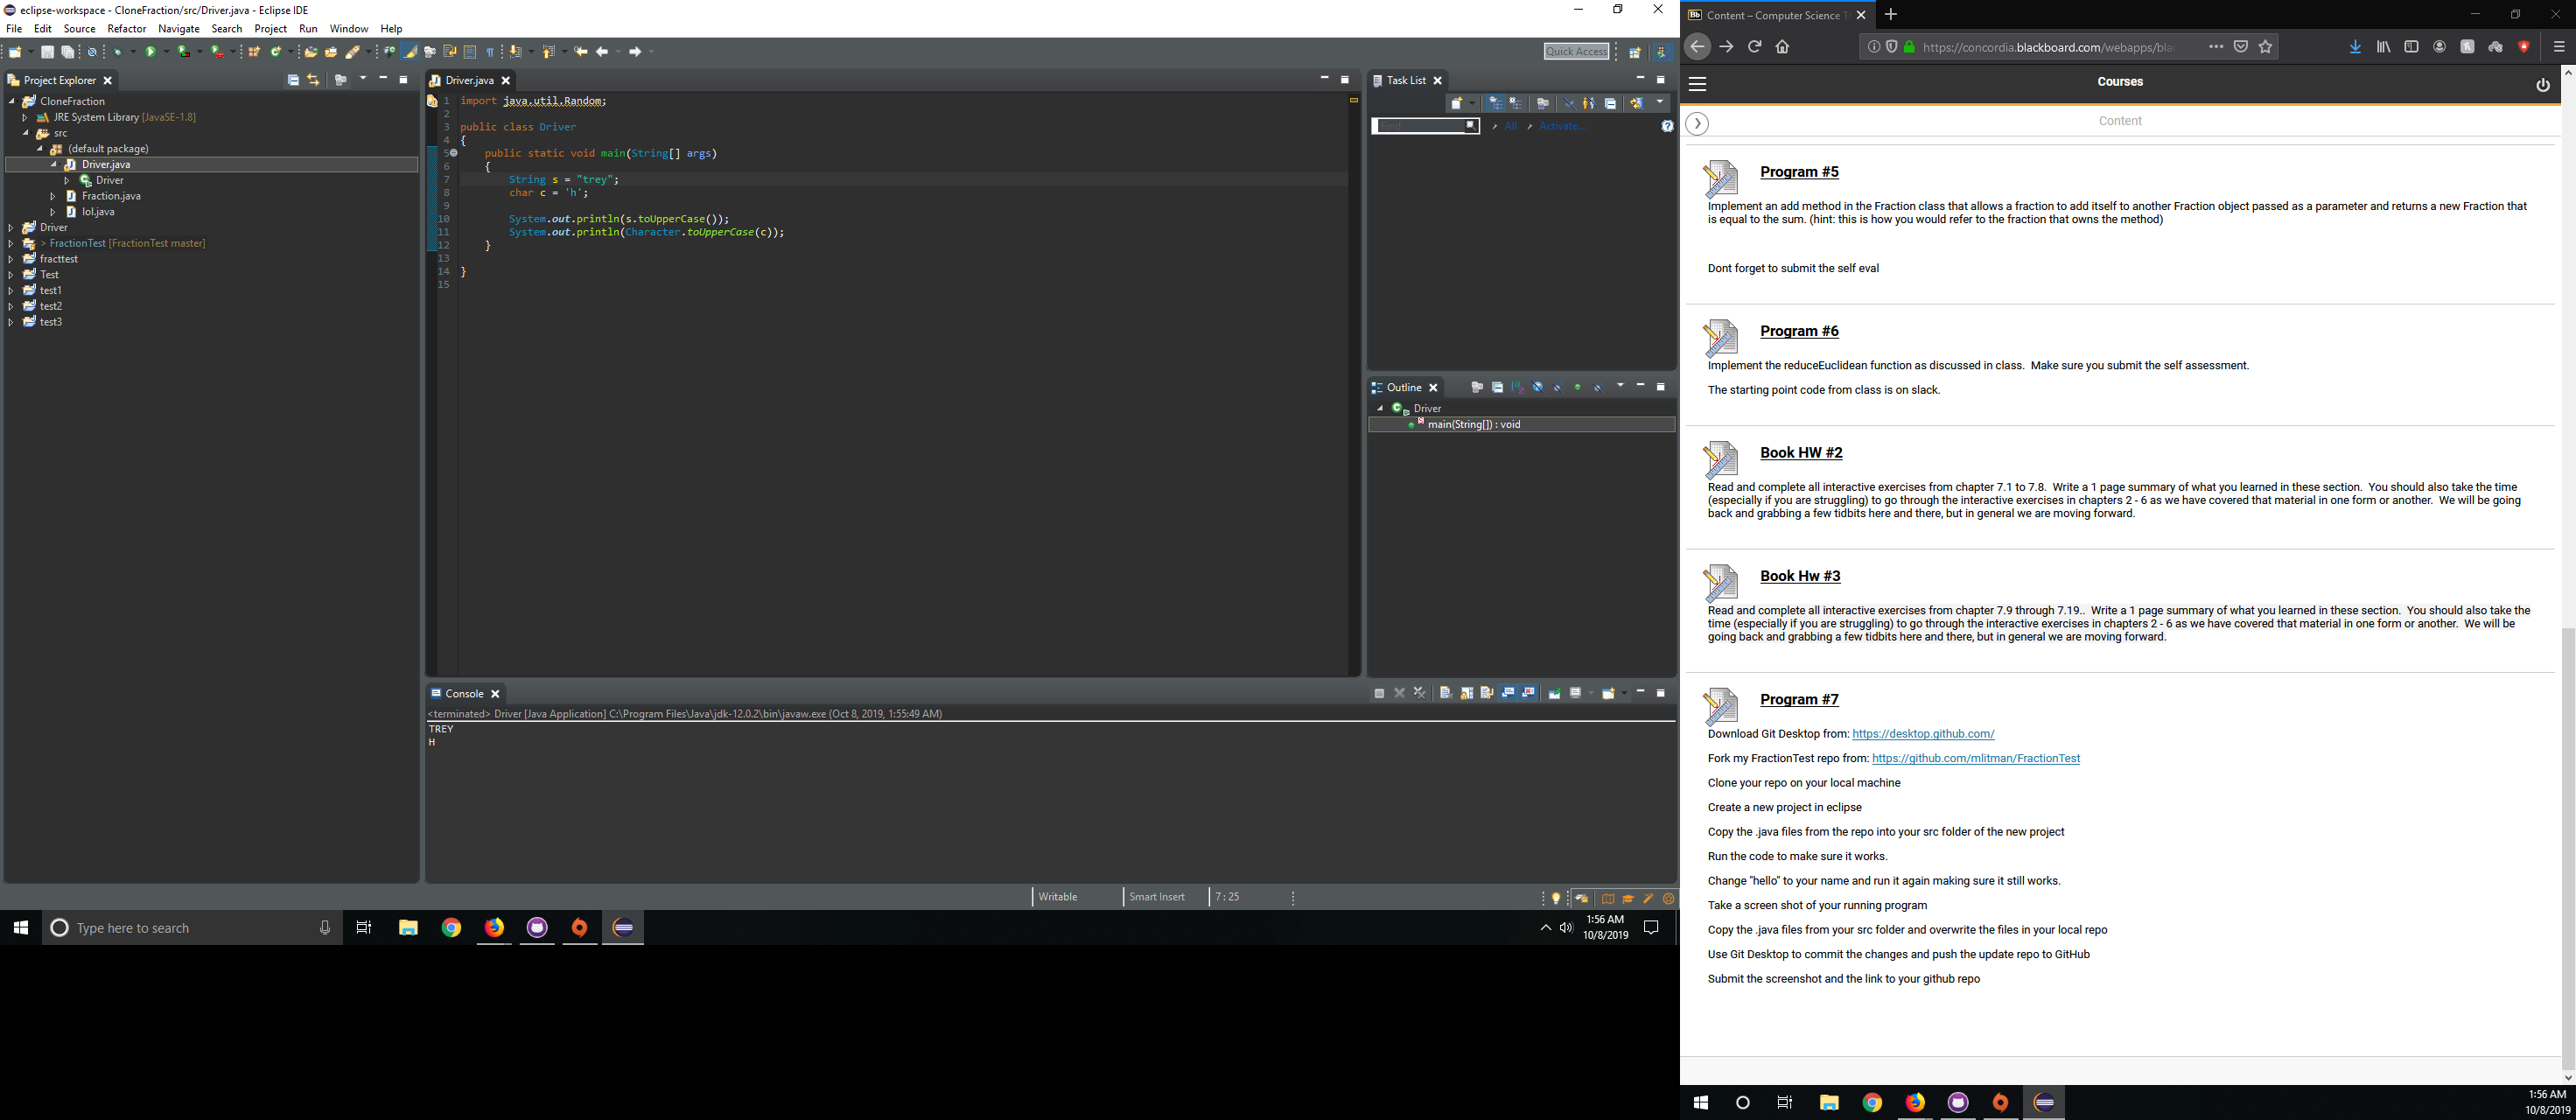 eclipse-workspace - CloneFraction/src/Driver.java - Eclipse IDE
File Edit Source Refactor Navigate Search Project Run Window Help
Quick Access
Project Explorer
CloneFraction
JRE System Library [JavaSE-1.8]
src
(default package)
Driver.java
Driver
Fraction.java
lol.java
Driver
> FractionTest [FractionTest master]
fracttest
Test
test1
test2
test3
Driver.java
1 import java.util.Random;
2
3 public class Driver
4 {
5 public static void main(String[] args)
6 {
7 String s = "trey";
8 char c = 'h';
9
10 System.out.println(s.toUpperCase());
11 System.out.println(Character.toUpperCase(c));
12 }
13
14 }
15
Task List
Find All Activate...
Outline
Driver
main(String[]) : void
Console
<terminated> Driver [Java Application] C:\Program Files\Java\jdk-12.0.2\bin\javaw.exe (Oct 8, 2019, 1:55:49 AM)
TREY
H
Writable Smart Insert 7 : 25
Type here to search
1:56 AM
10/8/2019
Content – Computer Science T
https://concordia.blackboard.com/webapps/bla
Courses
Content
Program #5
Implement an add method in the Fraction class that allows a fraction to add itself to another Fraction object passed as a parameter and returns a new Fraction that
is equal to the sum. (hint: this is how you would refer to the fraction that owns the method)
Dont forget to submit the self eval
Program #6
Implement the reduceEuclidean function as discussed in class. Make sure you submit the self assessment.
The starting point code from class is on slack.
Book HW #2
Read and complete all interactive exercises from chapter 7.1 to 7.8. Write a 1 page summary of what you learned in these section. You should also take the time
(especially if you are struggling) to go through the interactive exercises in chapters 2 - 6 as we have covered that material in one form or another. We will be going
back and grabbing a few tidbits here and there, but in general we are moving forward.
Book Hw #3
Read and complete all interactive exercises from chapter 7.9 through 7.19.. Write a 1 page summary of what you learned in these section. You should also take the
time (especially if you are struggling) to go through the interactive exercises in chapters 2 - 6 as we have covered that material in one form or another. We will be
going back and grabbing a few tidbits here and there, but in general we are moving forward.
Program #7
Download Git Desktop from: https://desktop.github.com/
Fork my FractionTest repo from: https://github.com/mlitman/FractionTest
Clone your repo on your local machine
Create a new project in eclipse
Copy the .java files from the repo into your src folder of the new project
Run the code to make sure it works.
Change "hello" to your name and run it again making sure it still works.
Take a screen shot of your running program
Copy the .java files from your src folder and overwrite the files in your local repo
Use Git Desktop to commit the changes and push the update repo to GitHub
Submit the screenshot and the link to your github repo
1:56 AM
10/8/2019